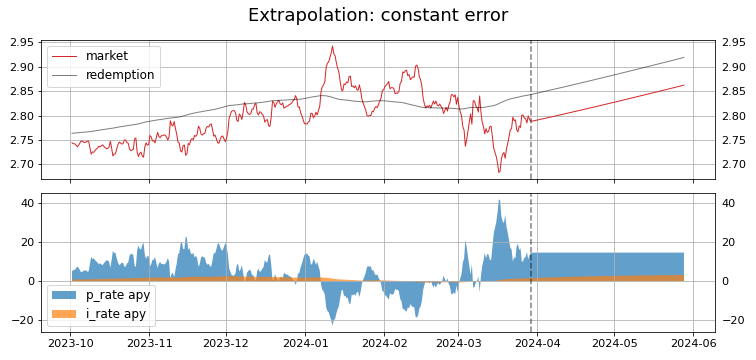 Extrapolation: constant error
2.95 2.95
market
redemption
2.90 2.90
2.85 2.85
2.80 2.80
2.75 2.75
2.70 2.70
40 40
20 20
0 0
p_rate apy
i_rate apy
−20 −20
2023-10 2023-11 2023-12 2024-01 2024-02 2024-03 2024-04 2024-05 2024-06